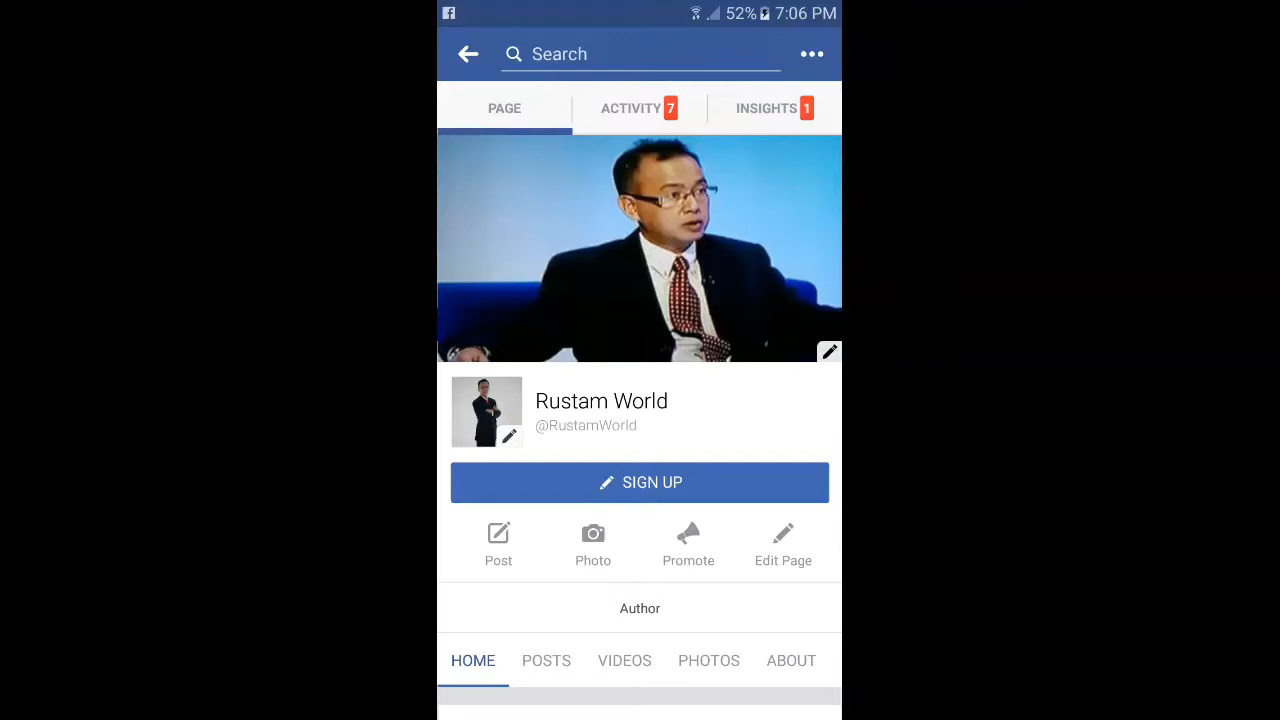 52% 7:06 PM
Search
PAGE ACTIVITY 7 INSIGHTS 1
Rustam World
@RustamWorld
SIGN UP
Post Photo Promote Edit Page
Author
HOME POSTS VIDEOS PHOTOS ABOUT